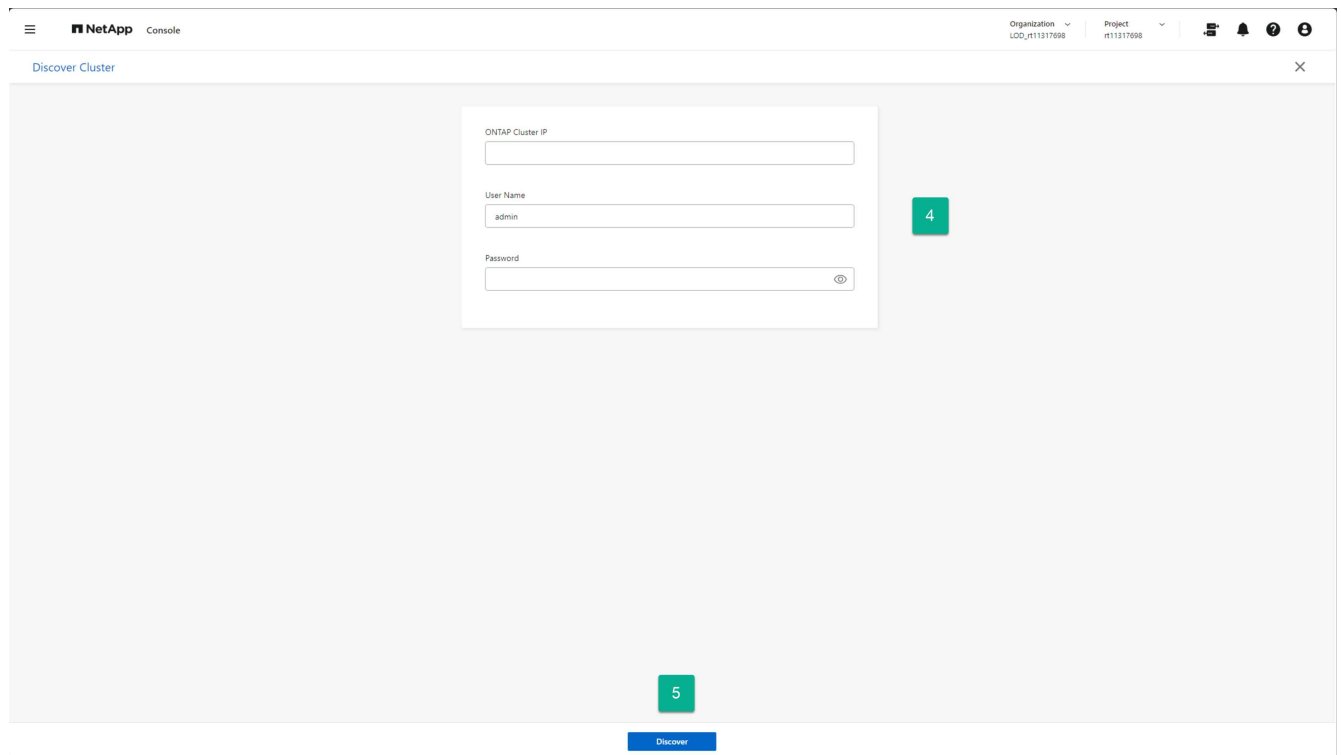 NetApp Console
Organization
LOD_rt11317698
Project
rt11317698
Discover Cluster
ONTAP Cluster IP
User Name
admin
4
Password
5
Discover